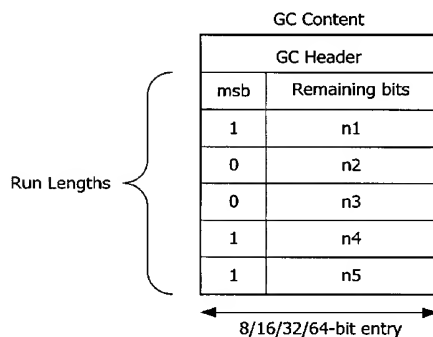 GC Content
GC Header
msb Remaining bits
1 n1
0 n2
Run Lengths
0 n3
1 n4
1 n5
8/16/32/64-bit entry